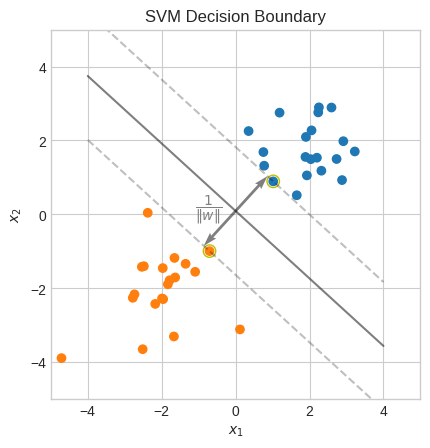 SVM Decision Boundary
4
2
0
−2
−4
x₂
1
‖w‖
−4 −2 0 2 4
x₁